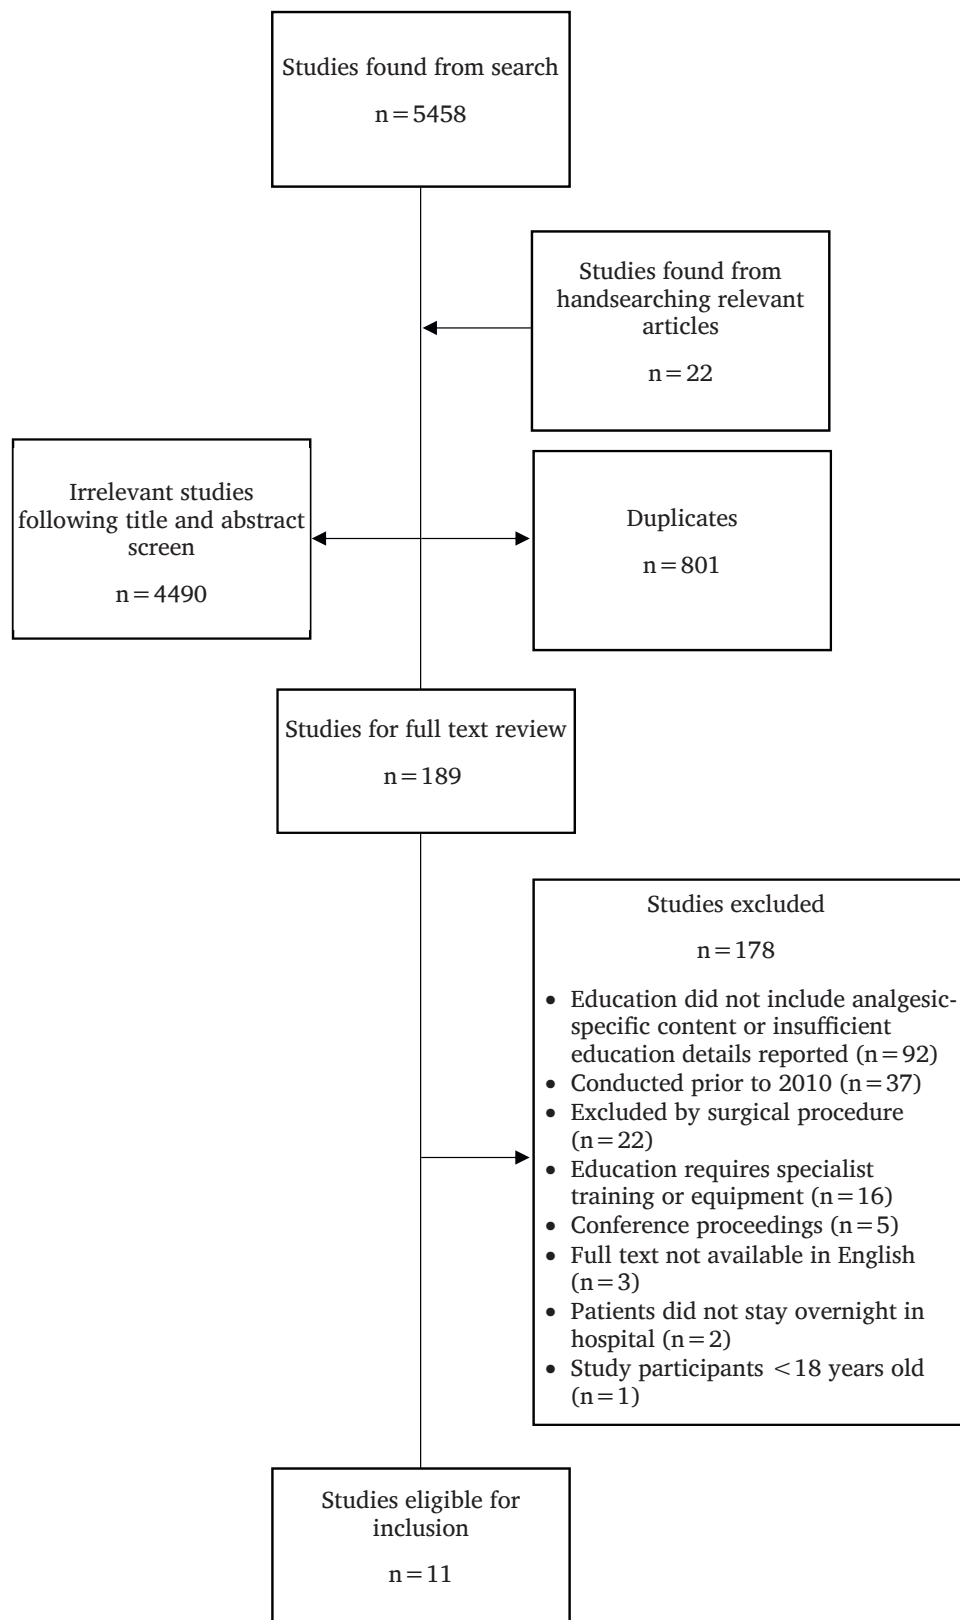 Studies found from search
n = 5458
Studies found from
handsearching relevant
articles
n = 22
Irrelevant studies
following title and abstract
screen
n = 4490
Duplicates
n = 801
Studies for full text review
n = 189
Studies excluded
n = 178
• Education did not include analgesic-
specific content or insufficient
education details reported (n = 92)
• Conducted prior to 2010 (n = 37)
• Excluded by surgical procedure
(n = 22)
• Education requires specialist
training or equipment (n = 16)
• Conference proceedings (n = 5)
• Full text not available in English
(n = 3)
• Patients did not stay overnight in
hospital (n = 2)
• Study participants <18 years old
(n = 1)
Studies eligible for
inclusion
n = 11